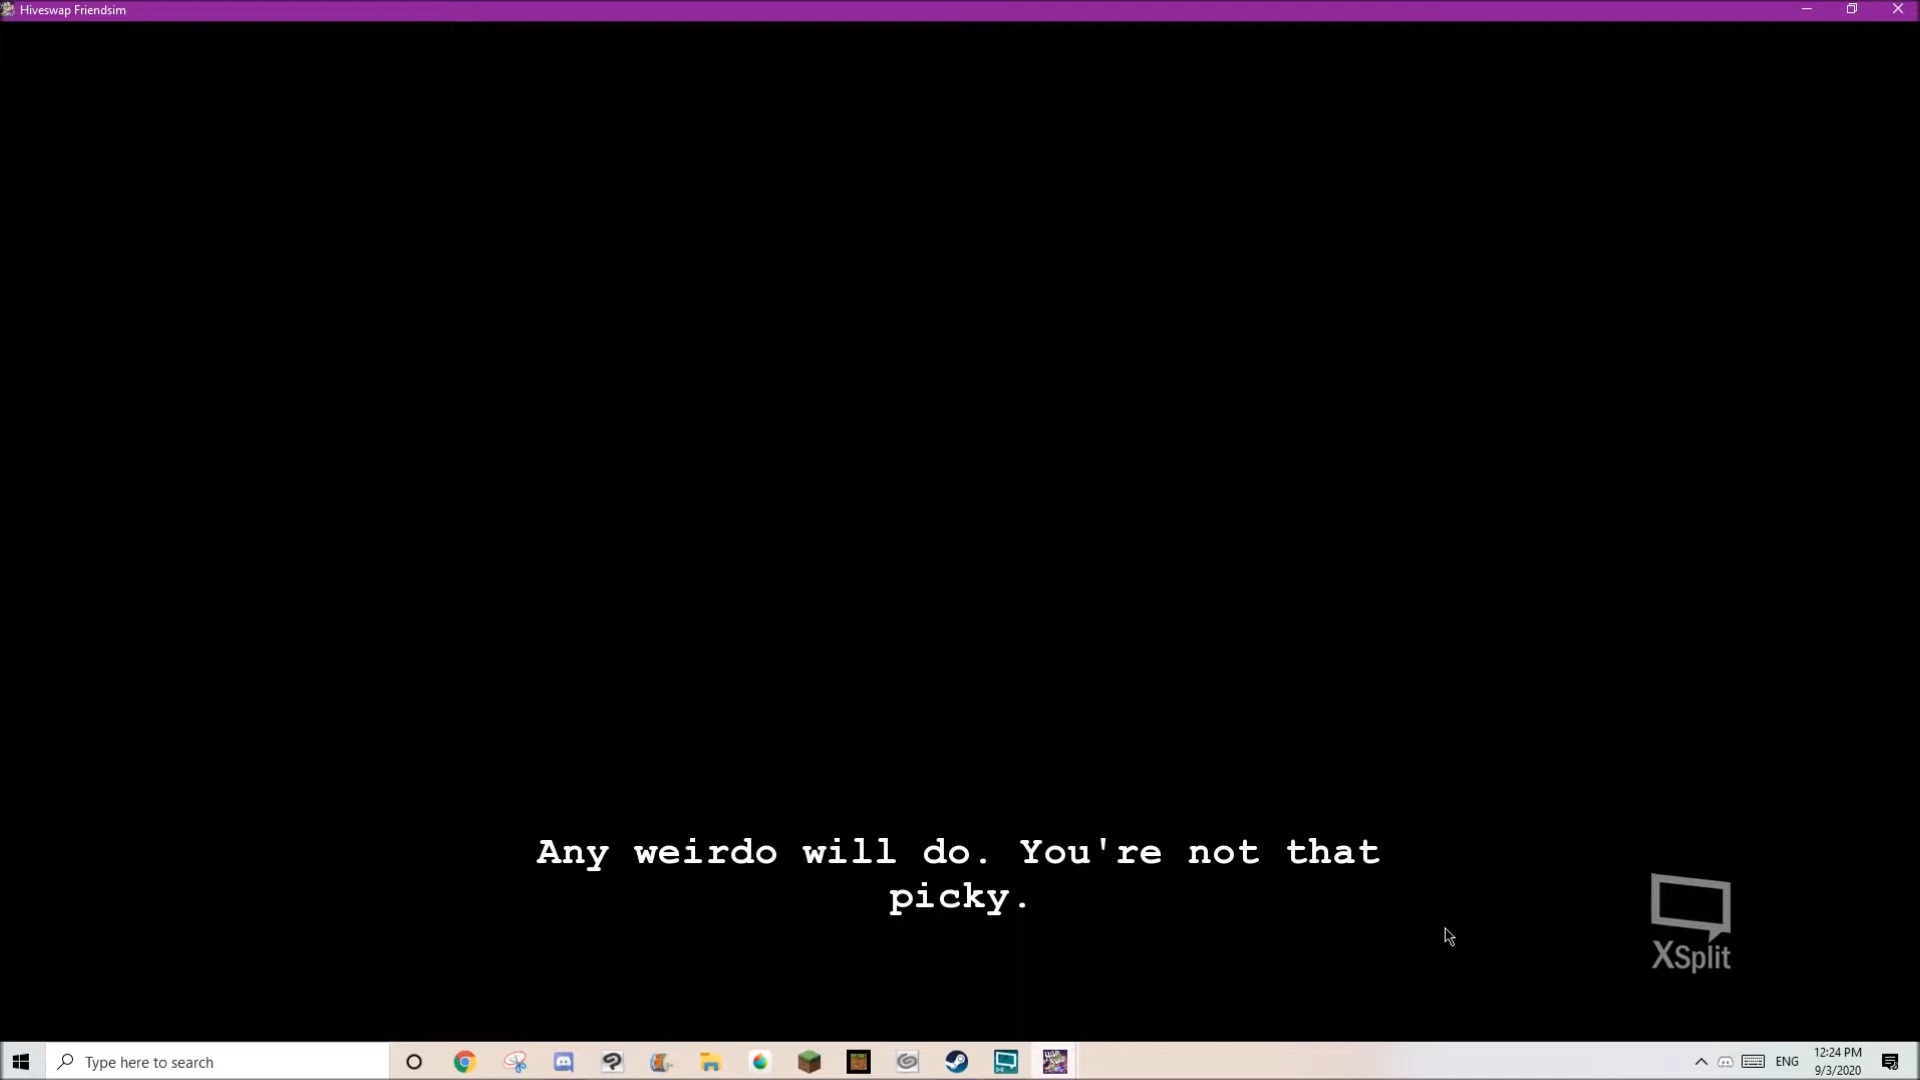 Hiveswap Friendsim
Any weirdo will do. You're not that
picky.
XSplit
Type here to search
ENG
12:24 PM
9/3/2020